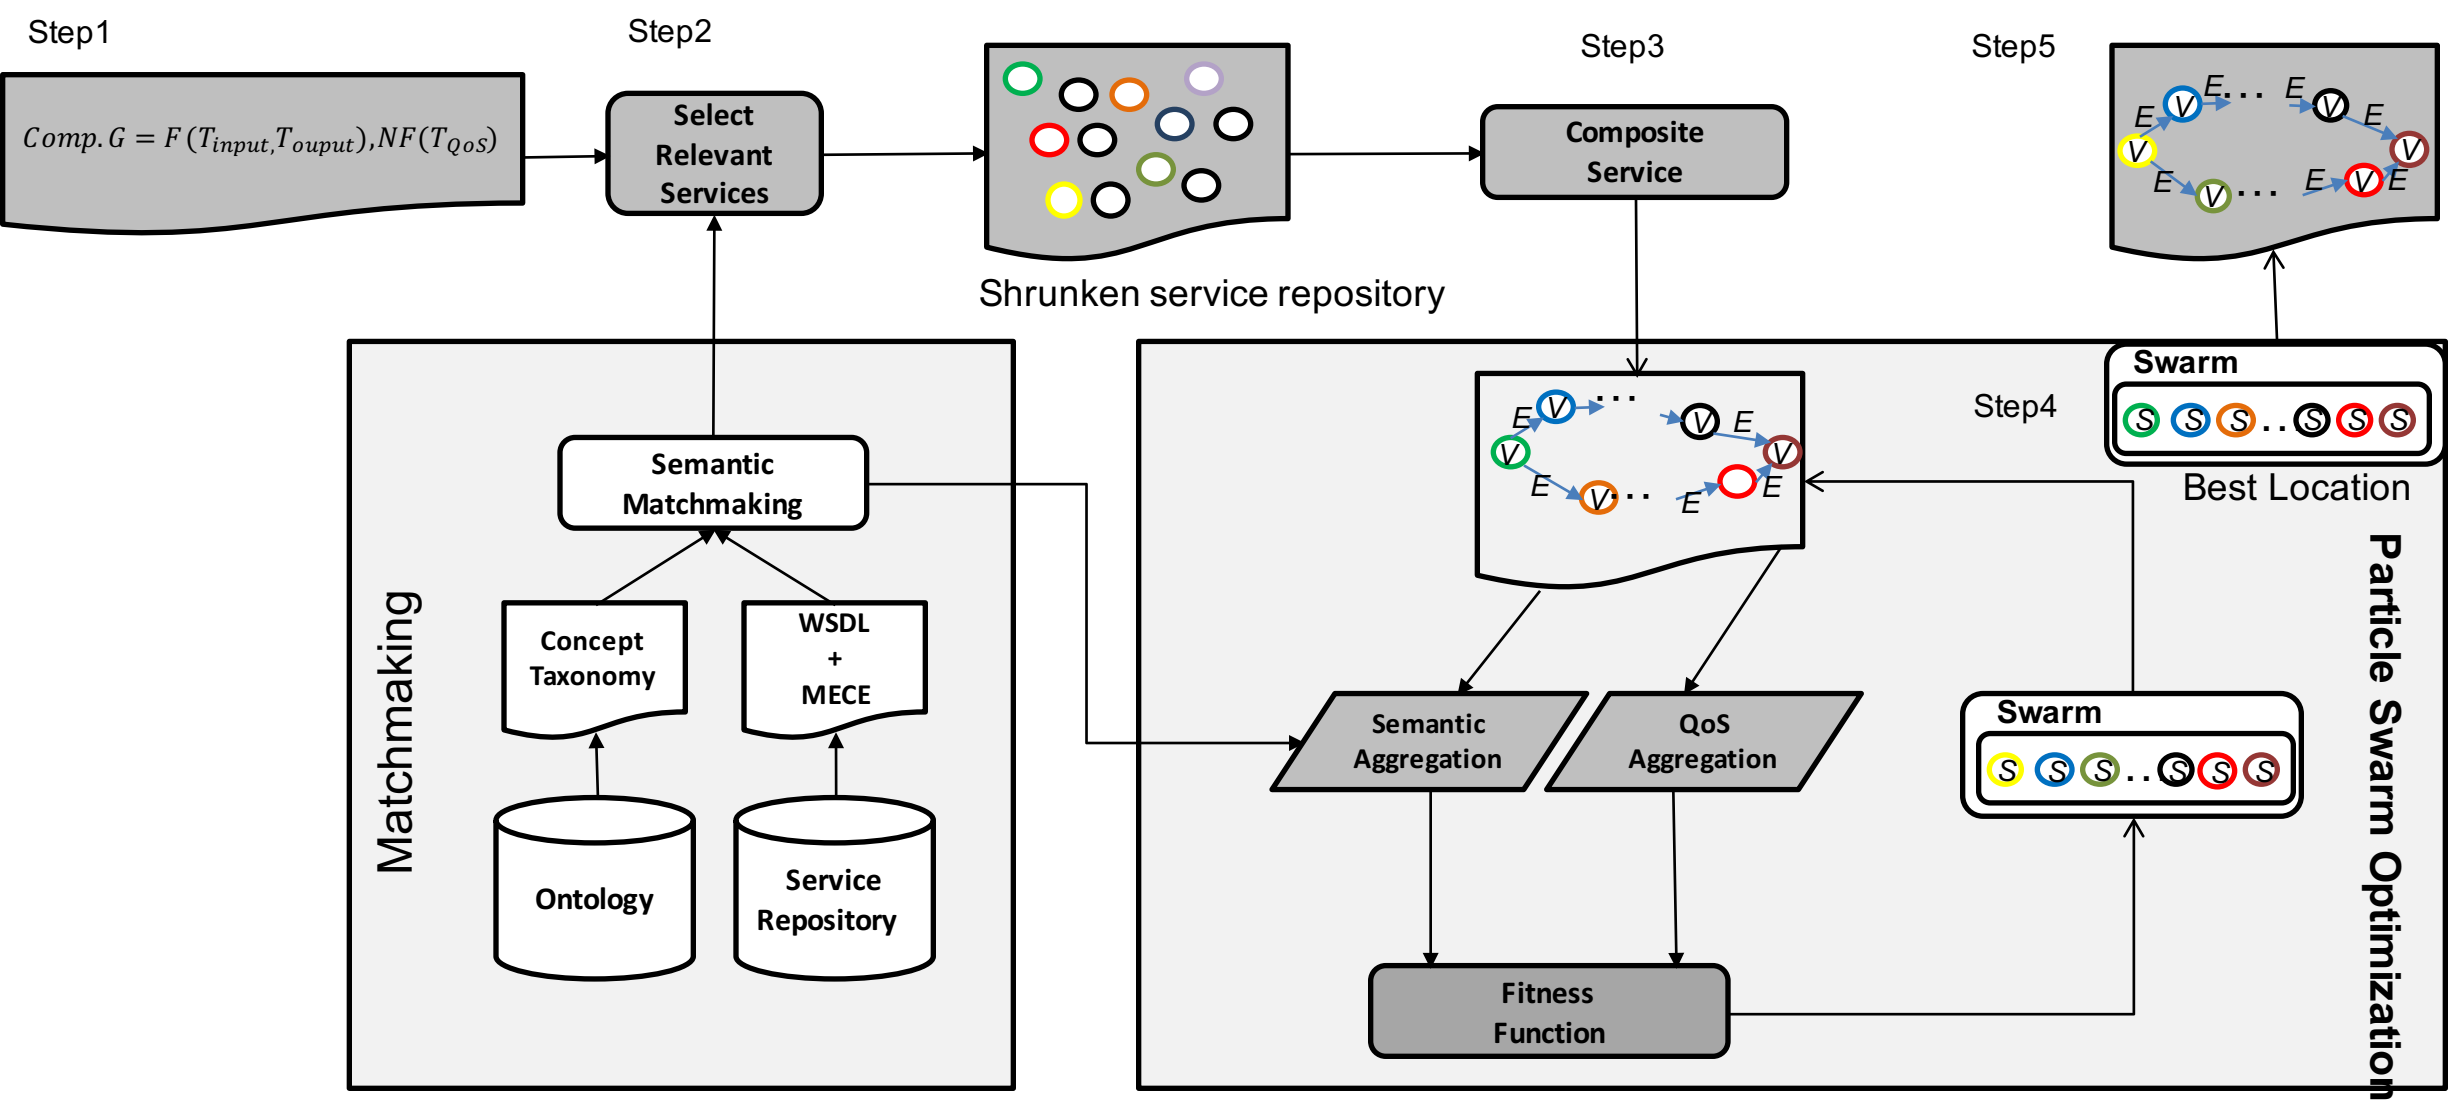 Step1
Step2
Step3
Step5
Comp. G = F(T_input, T_ouput), NF(T_QoS)
Select
Relevant
Services
Composite
Service
E
E. . .
E
E
V
V
V
V
E
V
. . .
E
V
E
Shrunken service repository
Swarm
S S S . . . S S S
Best Location
Step4
E
V
. . .
V
E
V
V
E
V
. . .
E
E
Semantic
Matchmaking
Matchmaking
Concept
Taxonomy
WSDL
+
MECE
Ontology
Service
Repository
Semantic
Aggregation
QoS
Aggregation
Swarm
S S S . . . S S S
Fitness
Function
Particle Swarm Optimization